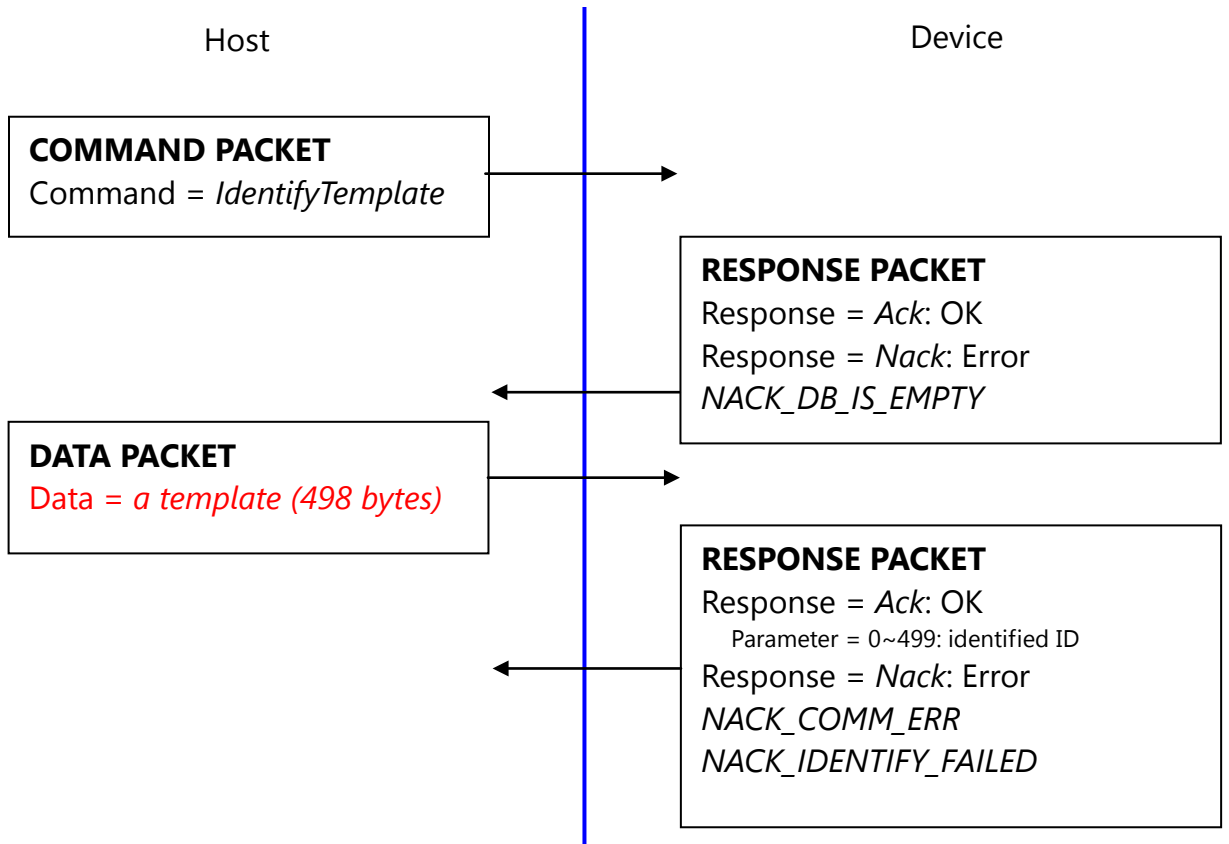 Host
Device
COMMAND PACKET
Command = IdentifyTemplate
RESPONSE PACKET
Response = Ack: OK
Response = Nack: Error
NACK_DB_IS_EMPTY
DATA PACKET
Data = a template (498 bytes)
RESPONSE PACKET
Response = Ack: OK
Parameter = 0~499: identified ID
Response = Nack: Error
NACK_COMM_ERR
NACK_IDENTIFY_FAILED